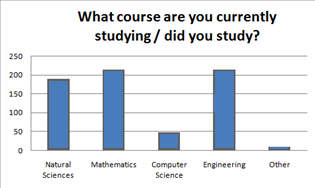 What course are you currently
studying / did you study?
250
200
150
100
50
0
Natural
Sciences
Mathematics
Computer
Science
Engineering
Other